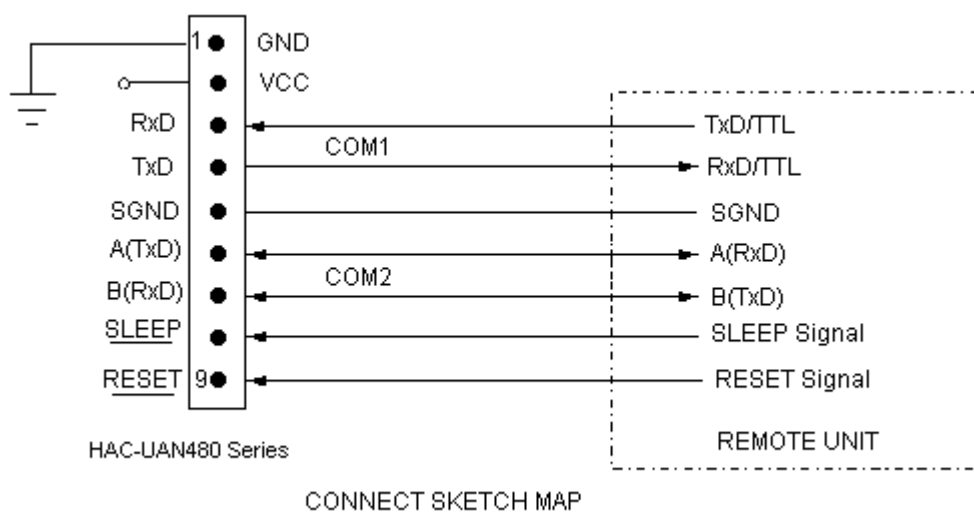 1 GND
VCC
RxD COM1 TxD/TTL
TxD RxD/TTL
SGND SGND
A(TxD) A(RxD)
COM2
B(RxD) B(TxD)
SLEEP SLEEP Signal
RESET 9 RESET Signal
HAC-UAN480 Series
REMOTE UNIT
CONNECT SKETCH MAP